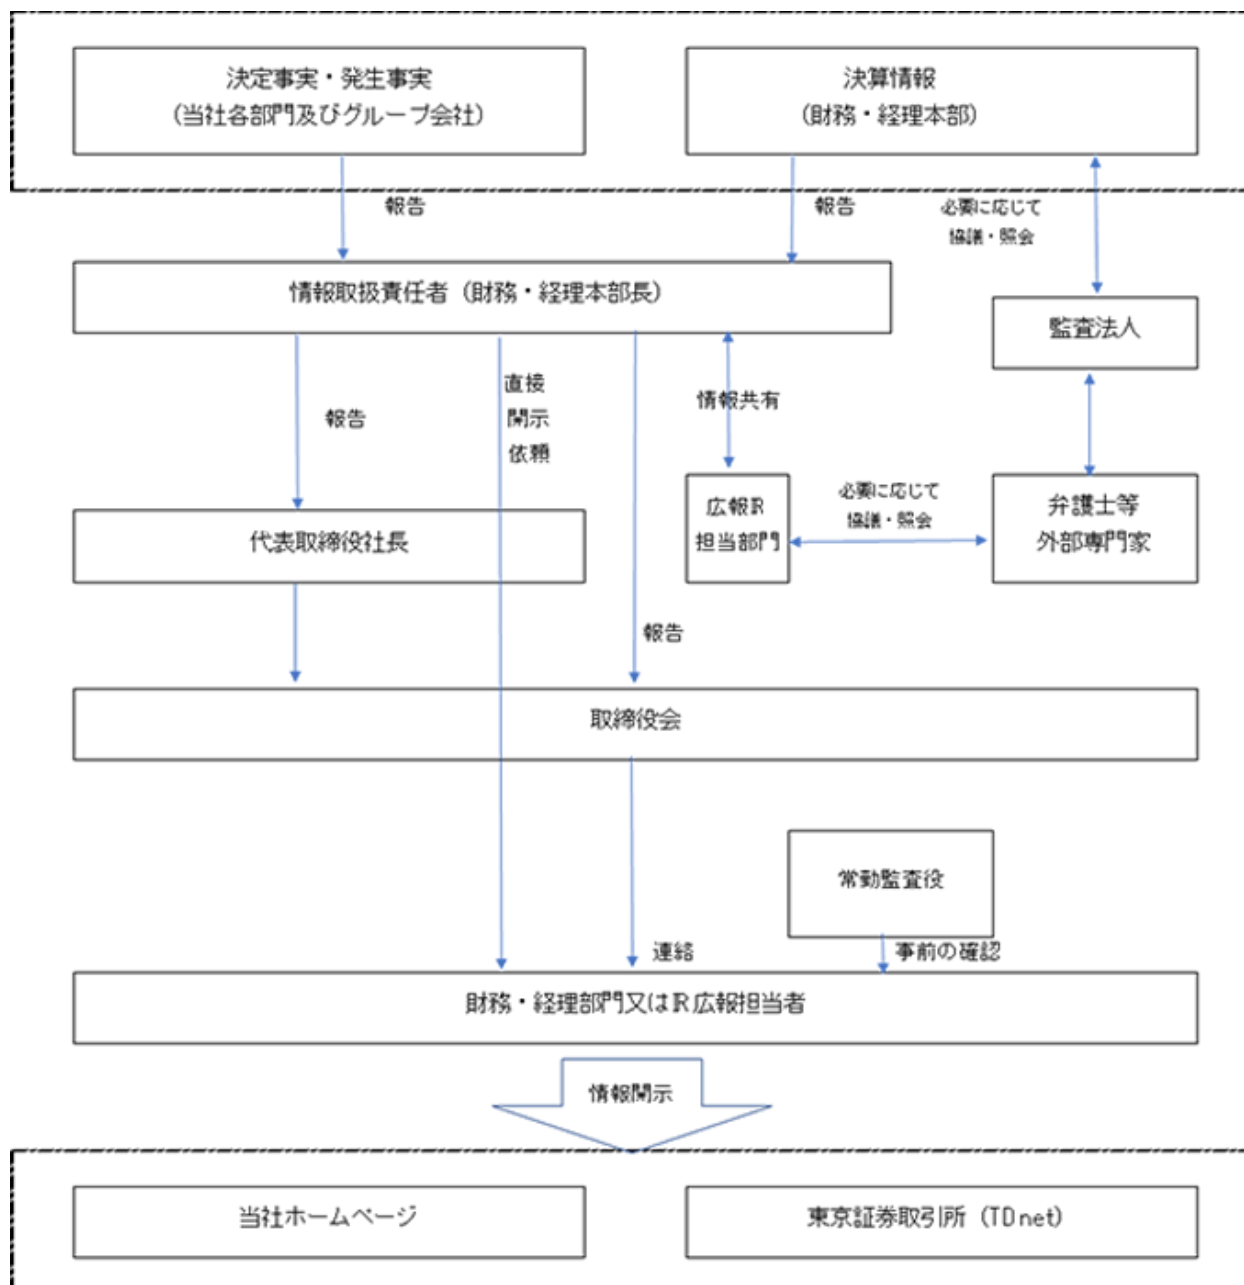 決定事実・発生事実
(当社各部門及びグループ会社)
決算情報
(財務・経理本部)
報告
報告
必要に応じて
協議・照会
情報取扱責任者（財務・経理本部長）
監査法人
直接
開示
依頼
報告
情報共有
広報IR
担当部門
必要に応じて
協議・照会
弁護士等
外部専門家
代表取締役社長
報告
取締役会
常勤監査役
連絡
事前の確認
財務・経理部門又はIR広報担当者
情報開示
当社ホームページ
東京証券取引所（TDnet）